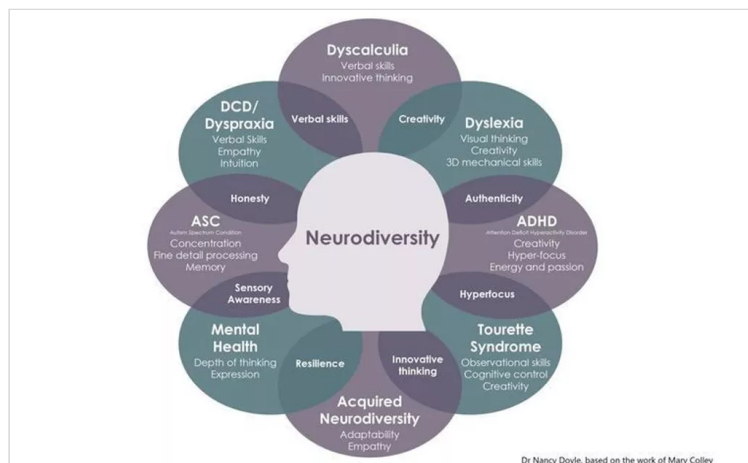 Dyscalculia
Verbal skills
Innovative thinking
DCD/
Dyspraxia
Verbal Skills
Empathy
Intuition
Verbal skills
Creativity
Dyslexia
Visual thinking
Creativity
3D mechanical skills
Honesty
Authenticity
ASC
Autism Spectrum Condition
Concentration
Fine detail processing
Memory
Neurodiversity
ADHD
Attention Deficit Hyperactivity Disorder
Creativity
Hyper-focus
Energy and passion
Sensory
Awareness
Hyperfocus
Mental
Health
Depth of thinking
Expression
Resilience
Innovative
thinking
Tourette
Syndrome
Observational skills
Cognitive control
Creativity
Acquired
Neurodiversity
Adaptability
Empathy
Dr Nancy Doyle, based on the work of Mary Colley